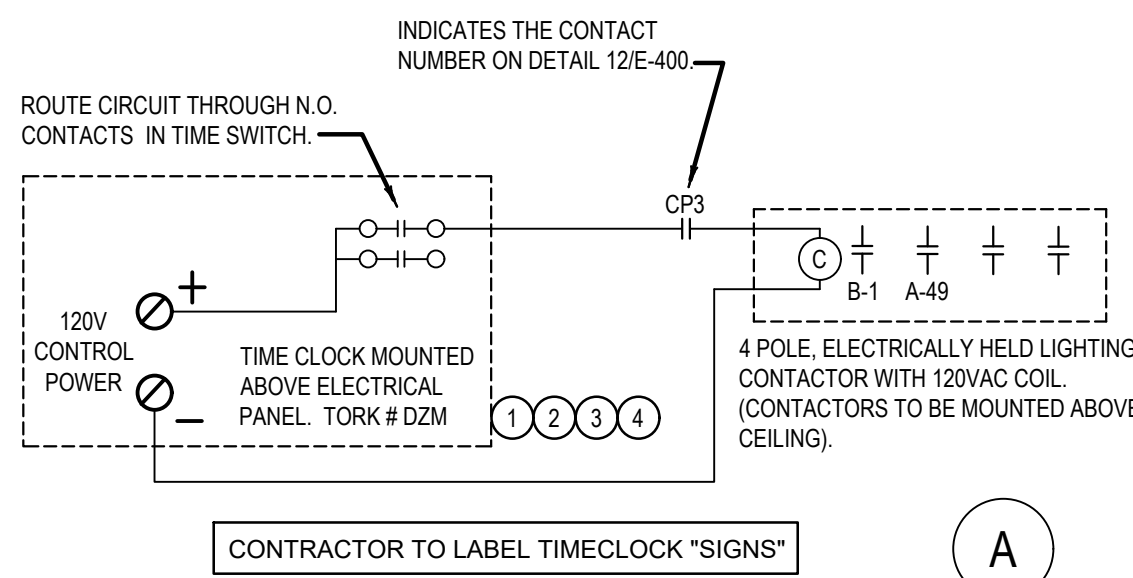 INDICATES THE CONTACT
NUMBER ON DETAIL 12/E-400.
ROUTE CIRCUIT THROUGH N.O.
CONTACTS IN TIME SWITCH.
CP3
C
B-1
A-49
+
120V
CONTROL
POWER
−
TIME CLOCK MOUNTED
ABOVE ELECTRICAL
PANEL. TORK # DZM
1 2 3 4
4 POLE, ELECTRICALLY HELD LIGHTING
CONTACTOR WITH 120VAC COIL.
(CONTACTORS TO BE MOUNTED ABOVE
CEILING).
CONTRACTOR TO LABEL TIMECLOCK "SIGNS"
A